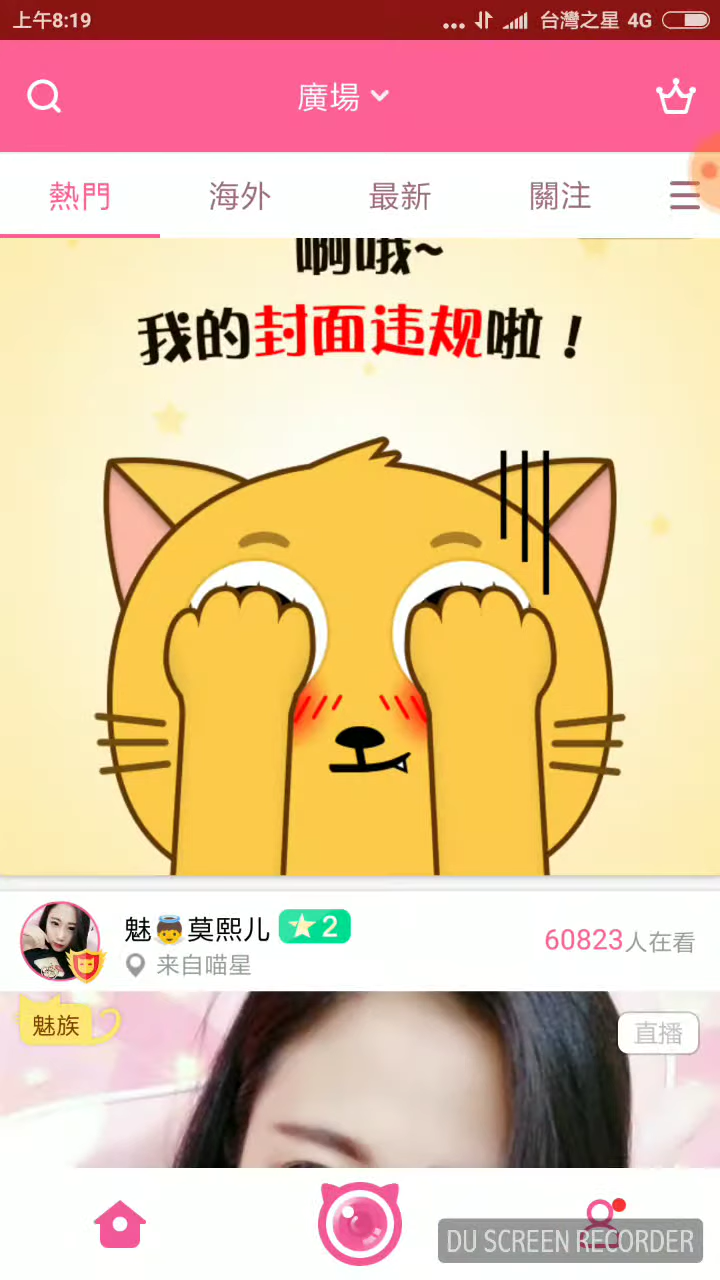 上午8:19
... 台灣之星 4G
廣場
熱門 海外 最新 關注
啊哦~
我的封面违规啦！
魅👼莫熙儿 2
60823人在看
来自喵星
魅族
直播
DU SCREEN RECORDER